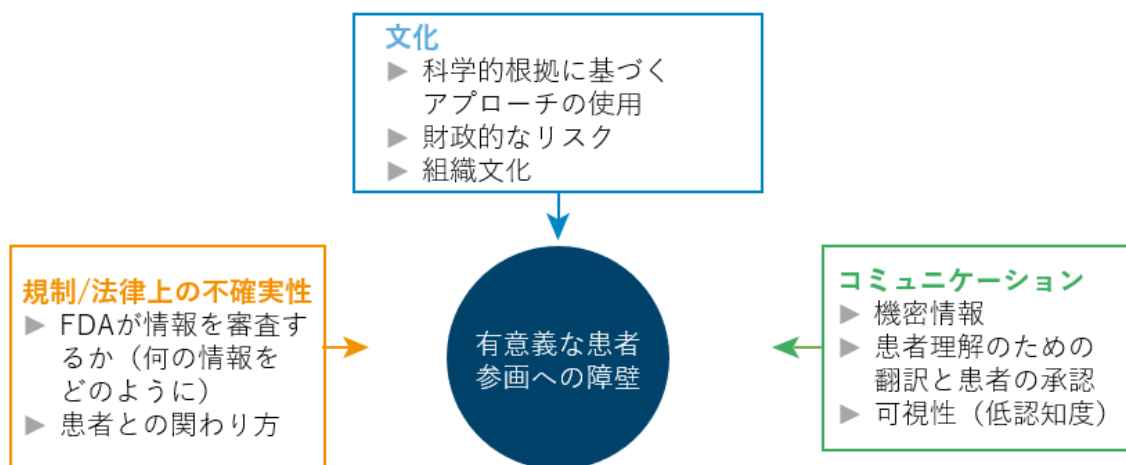 文化
▶ 科学的根拠に基づく
アプローチの使用
▶ 財政的なリスク
▶ 組織文化
規制/法律上の不確実性
▶ FDAが情報を審査す
るか（何の情報を
どのように）
▶ 患者との関わり方
有意義な患者
参画への障壁
コミュニケーション
▶ 機密情報
▶ 患者理解のための
翻訳と患者の承認
▶ 可視性（低認知度）